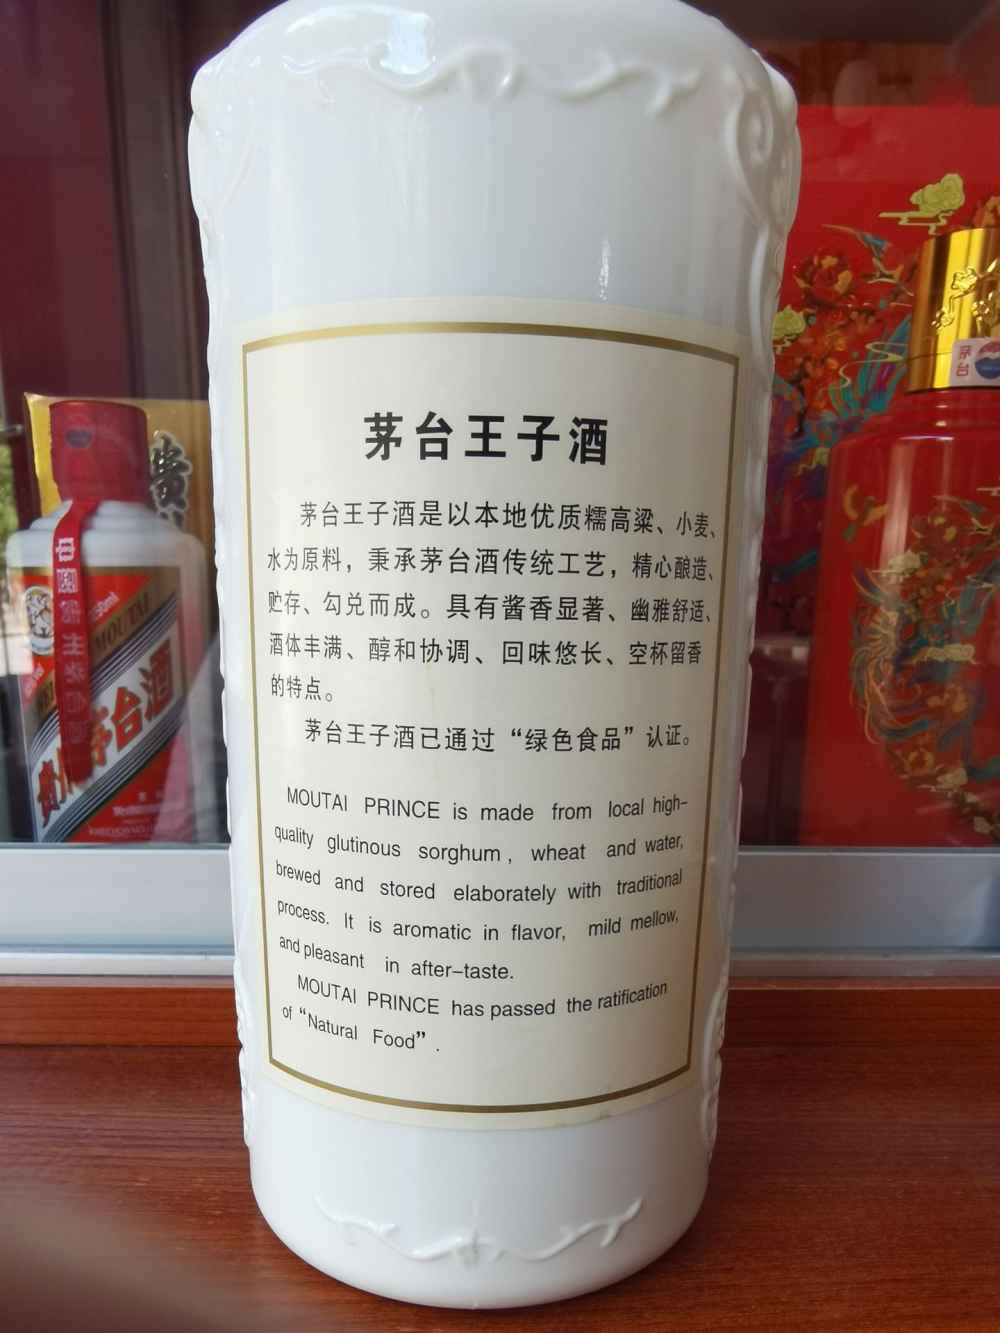 茅台王子酒
茅台王子酒是以本地优质糯高粱、小麦、
水为原料，秉承茅台酒传统工艺，精心酿造、
贮存、勾兑而成。具有酱香显著、幽雅舒适、
酒体丰满、醇和协调、回味悠长、空杯留香
的特点。
茅台王子酒已通过“绿色食品”认证。
MOUTAI PRINCE is made from local high-
quality glutinous sorghum , wheat and water,
brewed and stored elaborately with traditional
process. It is aromatic in flavor, mild mellow,
and pleasant in after-taste.
MOUTAI PRINCE has passed the ratification
of “Natural Food” .
貴
MOUTAI
贵州茅台酒
茅台